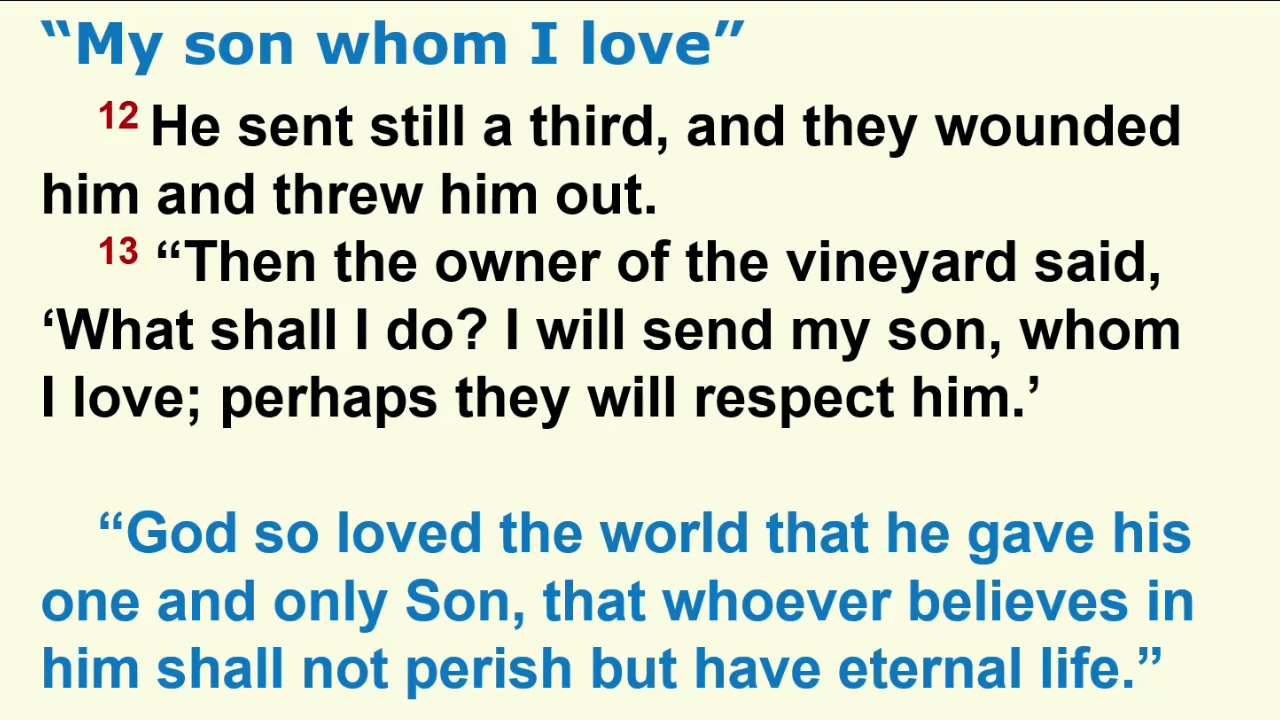 “My son whom I love”
12 He sent still a third, and they wounded
him and threw him out.
13 “Then the owner of the vineyard said,
‘What shall I do? I will send my son, whom
I love; perhaps they will respect him.’
“God so loved the world that he gave his
one and only Son, that whoever believes in
him shall not perish but have eternal life.”